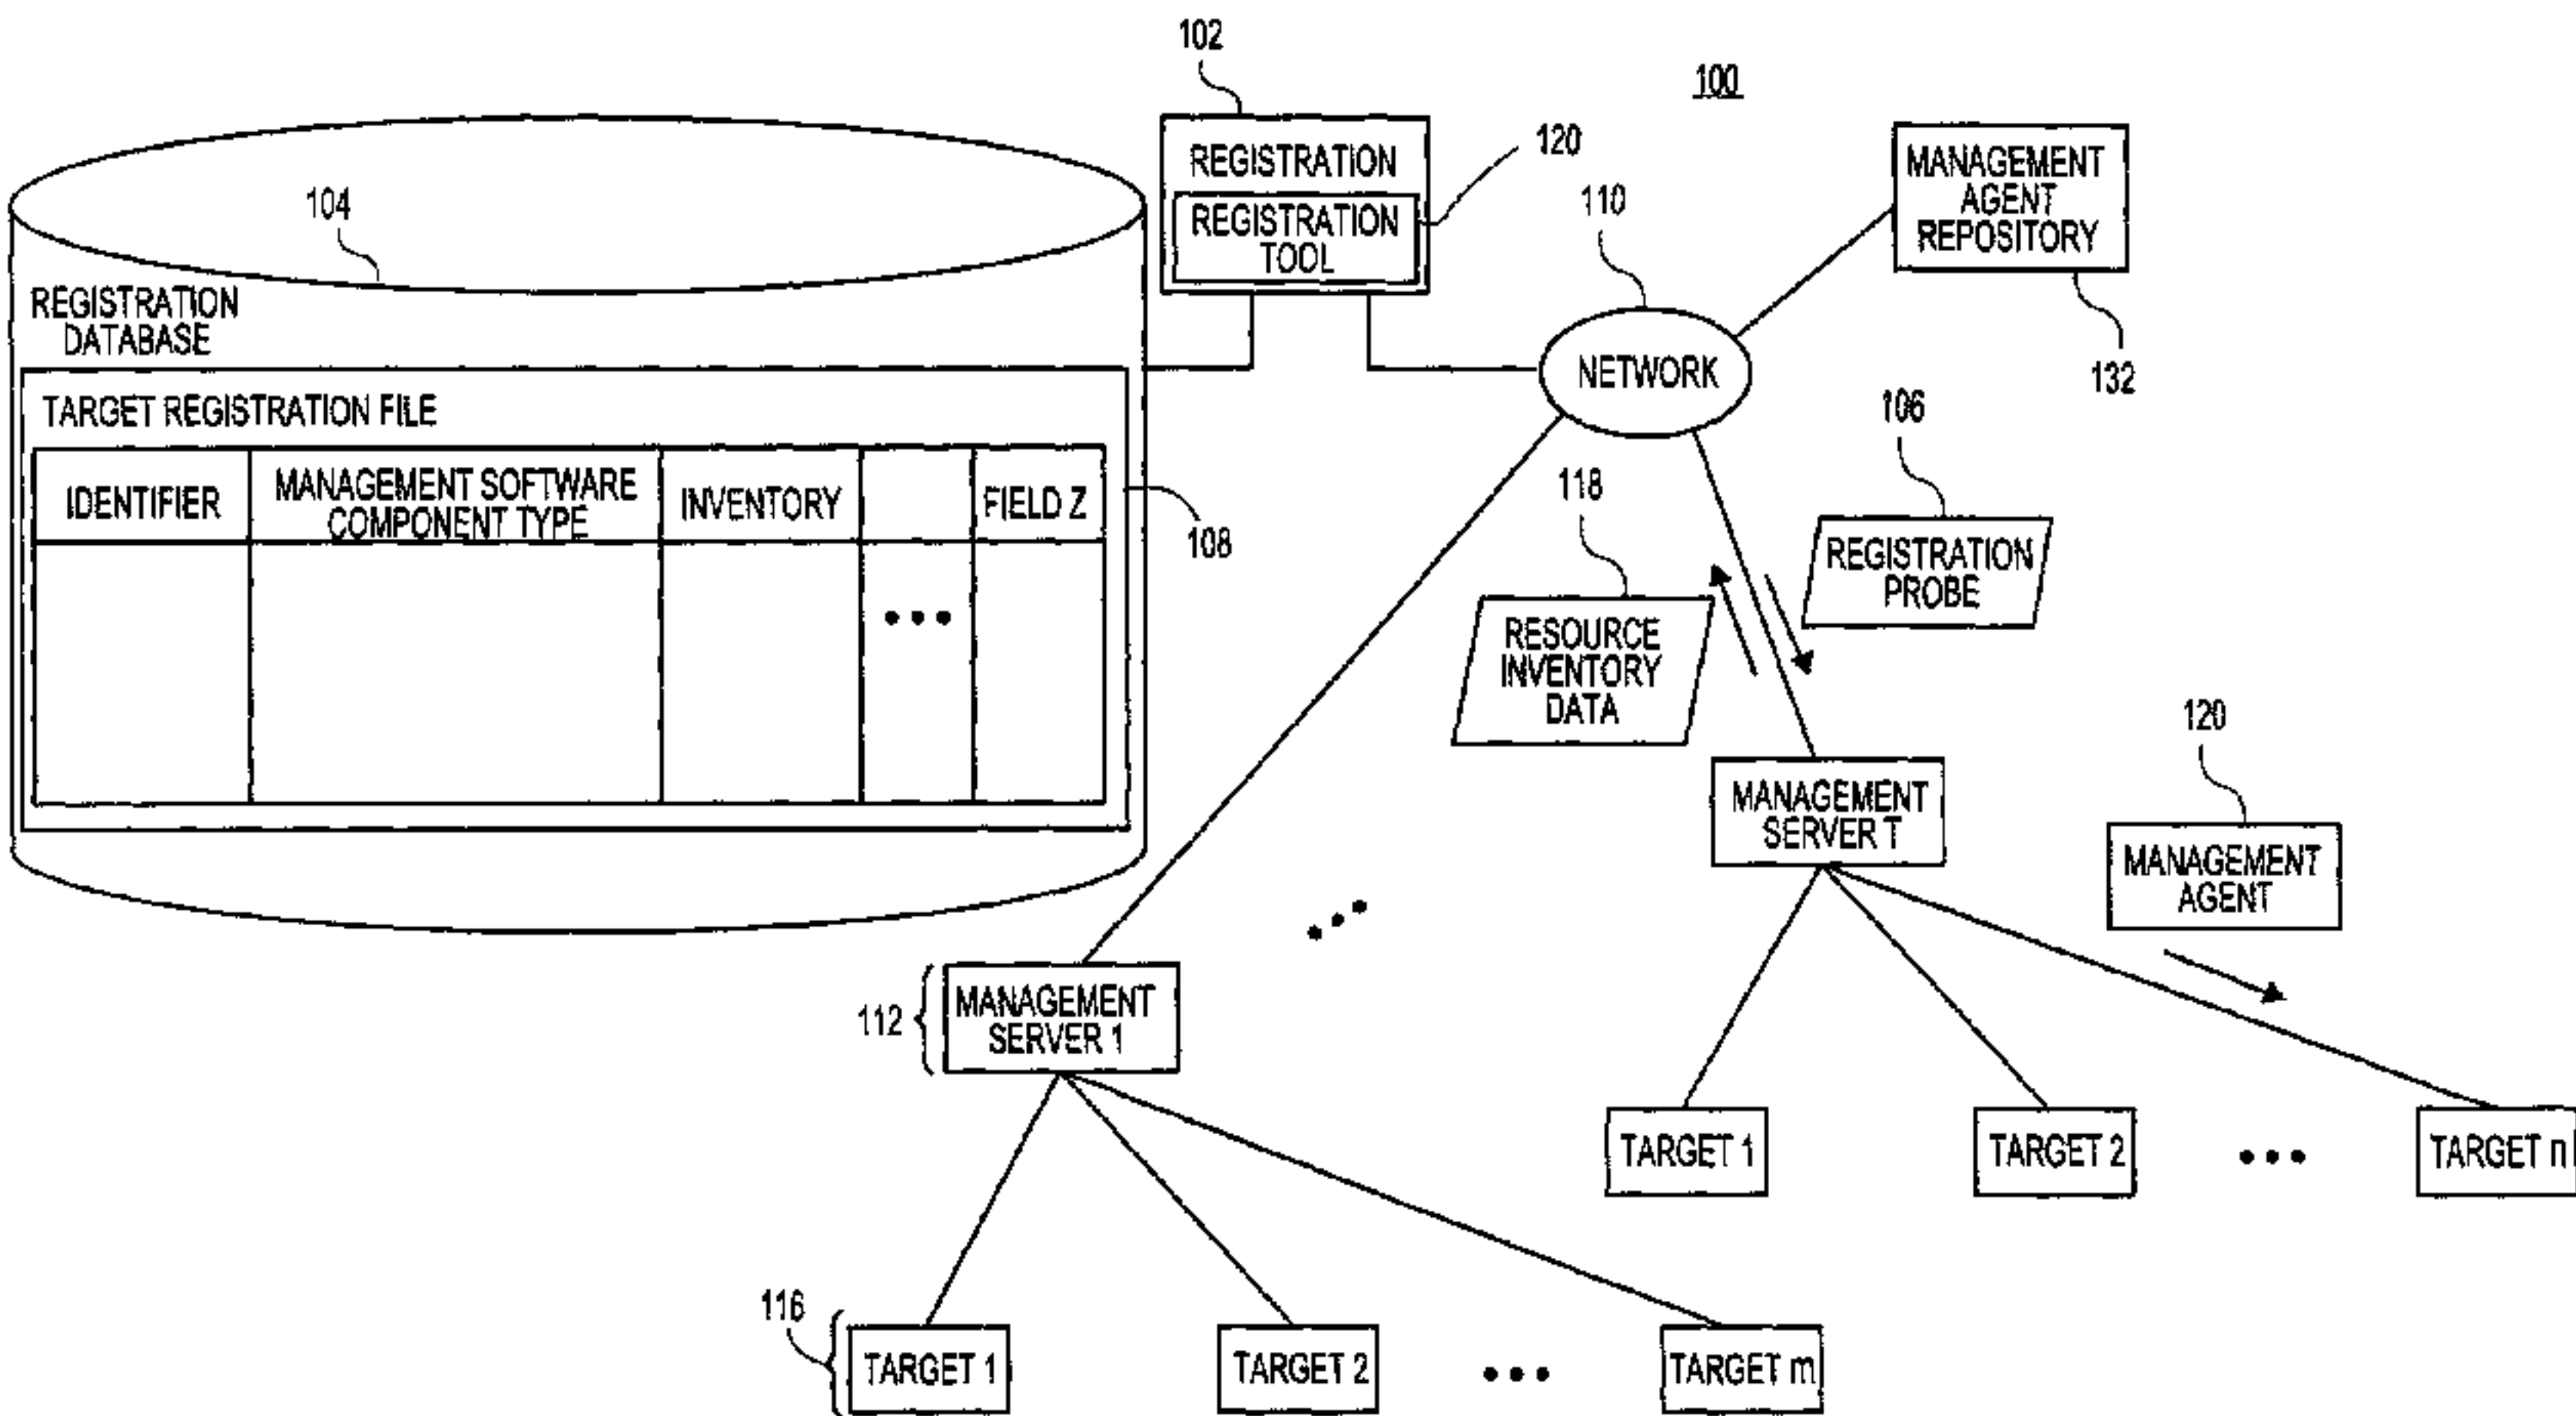 102
100
REGISTRATION
REGISTRATION
TOOL
120
110
MANAGEMENT
AGENT
REPOSITORY
132
104
REGISTRATION
DATABASE
NETWORK
TARGET REGISTRATION FILE
IDENTIFIER
MANAGEMENT SOFTWARE
COMPONENT TYPE
INVENTORY
•••
FIELD Z
108
118
106
REGISTRATION
PROBE
RESOURCE
INVENTORY
DATA
MANAGEMENT
SERVER T
120
MANAGEMENT
AGENT
•••
112
MANAGEMENT
SERVER 1
TARGET 1
TARGET 2
•••
TARGET n
116
TARGET 1
TARGET 2
•••
TARGET m